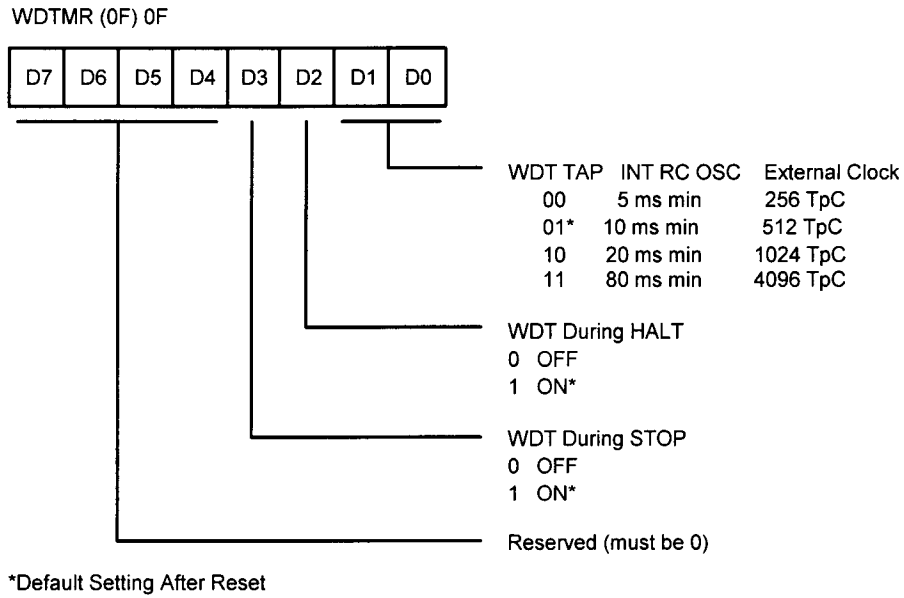 WDTMR (0F) 0F
D7 D6 D5 D4 D3 D2 D1 D0
WDT TAP INT RC OSC External Clock
00 5 ms min 256 TpC
01* 10 ms min 512 TpC
10 20 ms min 1024 TpC
11 80 ms min 4096 TpC
WDT During HALT
0 OFF
1 ON*
WDT During STOP
0 OFF
1 ON*
Reserved (must be 0)
*Default Setting After Reset